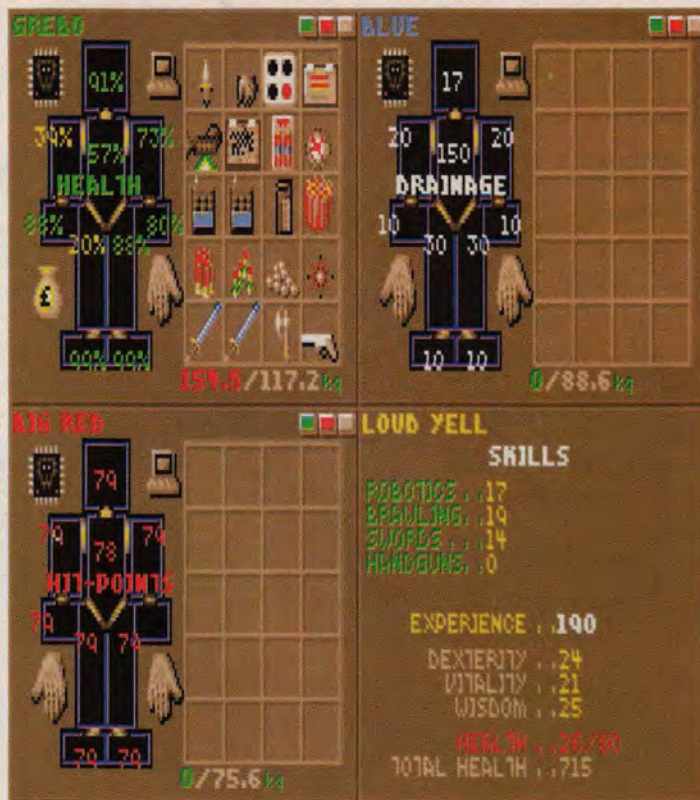 GREBO
91%
39% 73%
57%
HEALTH
88% 80%
20% 88%
£
99% 99%
159.5/117.2kg
BLUE
17
20 20
150
DRAINAGE
10 10
30 30
10 10
0/88.6kg
BIG RED
79
79 79
78
HIT-POINTS
79
79 79
79 79
0/75.6kg
LOUD YELL
SKILLS
ROBOTICS..17
BRAWLING..19
SWORDS...14
HANDGUNS..0
EXPERIENCE..190
DEXTERITY..24
VITALITY..21
WISDOM..25
HEALTH..26/80
TOTAL HEALTH..715